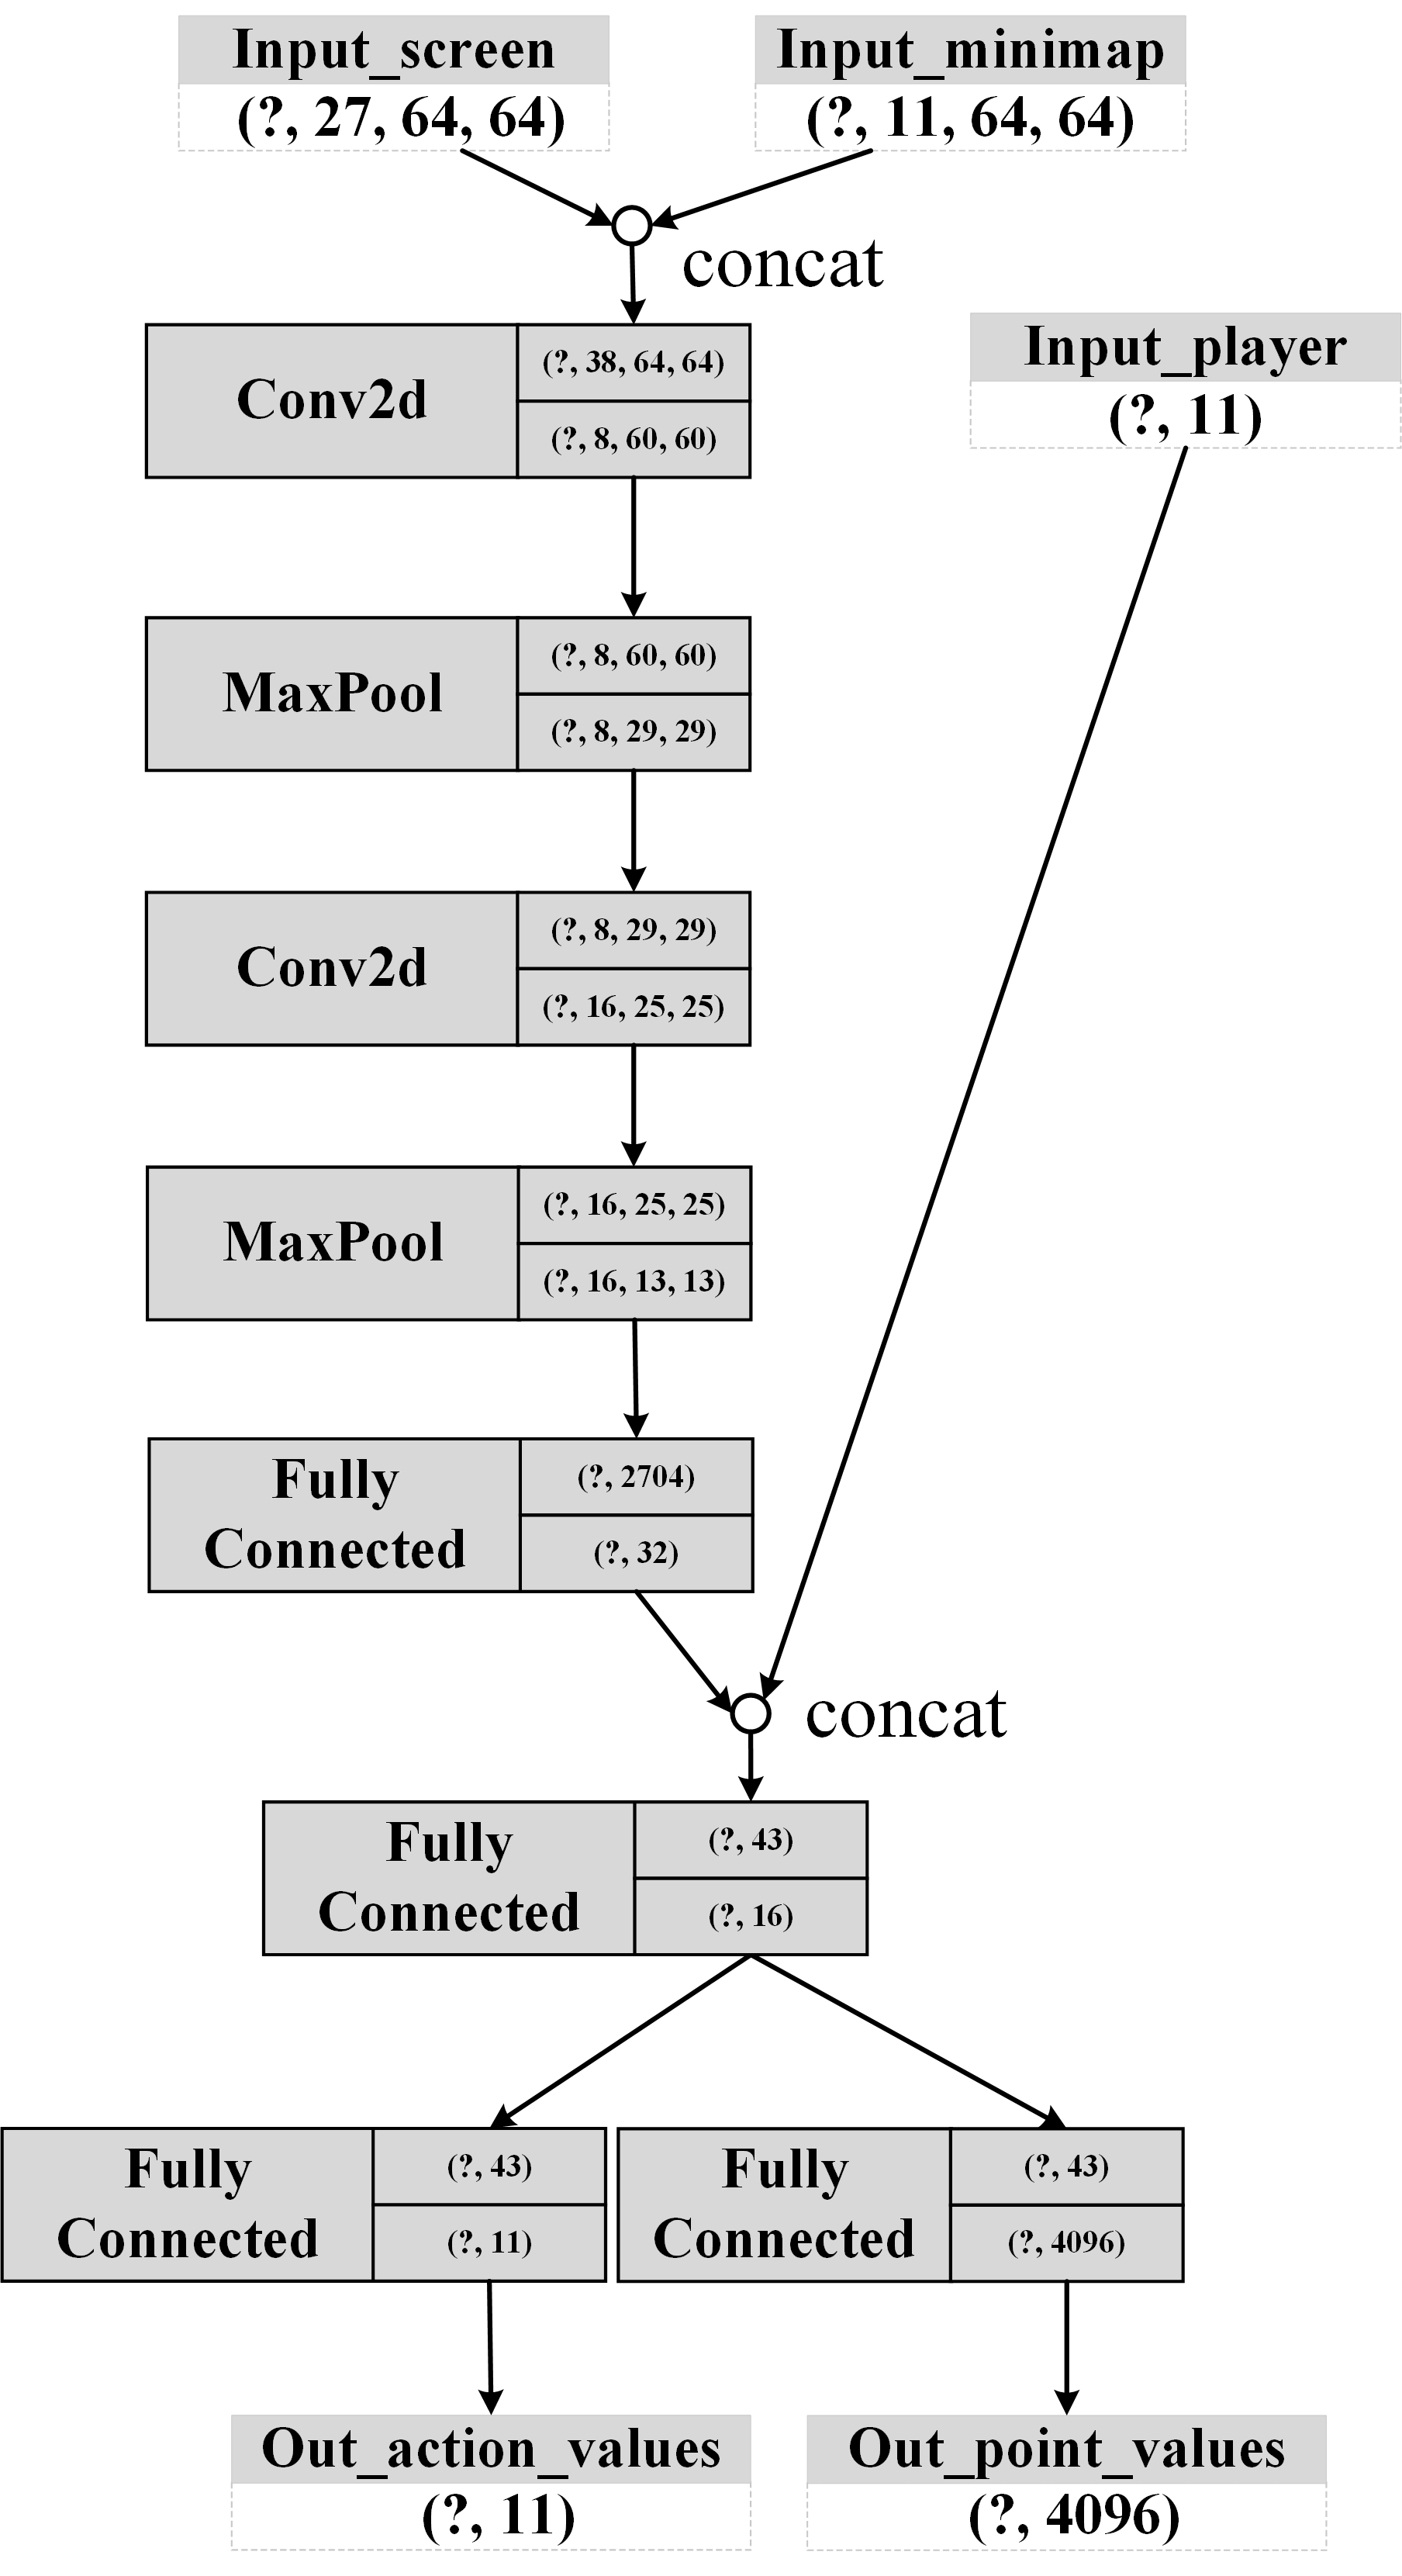 Input_screen
(?, 27, 64, 64)
Input_minimap
(?, 11, 64, 64)
concat
Conv2d
(?, 38, 64, 64)
(?, 8, 60, 60)
Input_player
(?, 11)
MaxPool
(?, 8, 60, 60)
(?, 8, 29, 29)
Conv2d
(?, 8, 29, 29)
(?, 16, 25, 25)
MaxPool
(?, 16, 25, 25)
(?, 16, 13, 13)
Fully
Connected
(?, 2704)
(?, 32)
concat
Fully
Connected
(?, 43)
(?, 16)
Fully
Connected
(?, 43)
(?, 11)
Fully
Connected
(?, 43)
(?, 4096)
Out_action_values
(?, 11)
Out_point_values
(?, 4096)